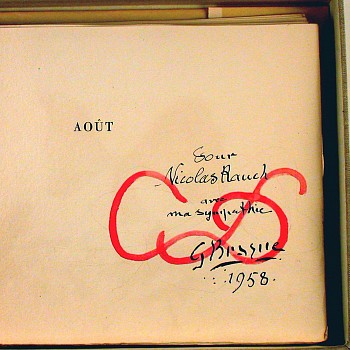 AOÛT
Pour
Nicolas Rauch
avec
ma sympathie
G Braque
1958.